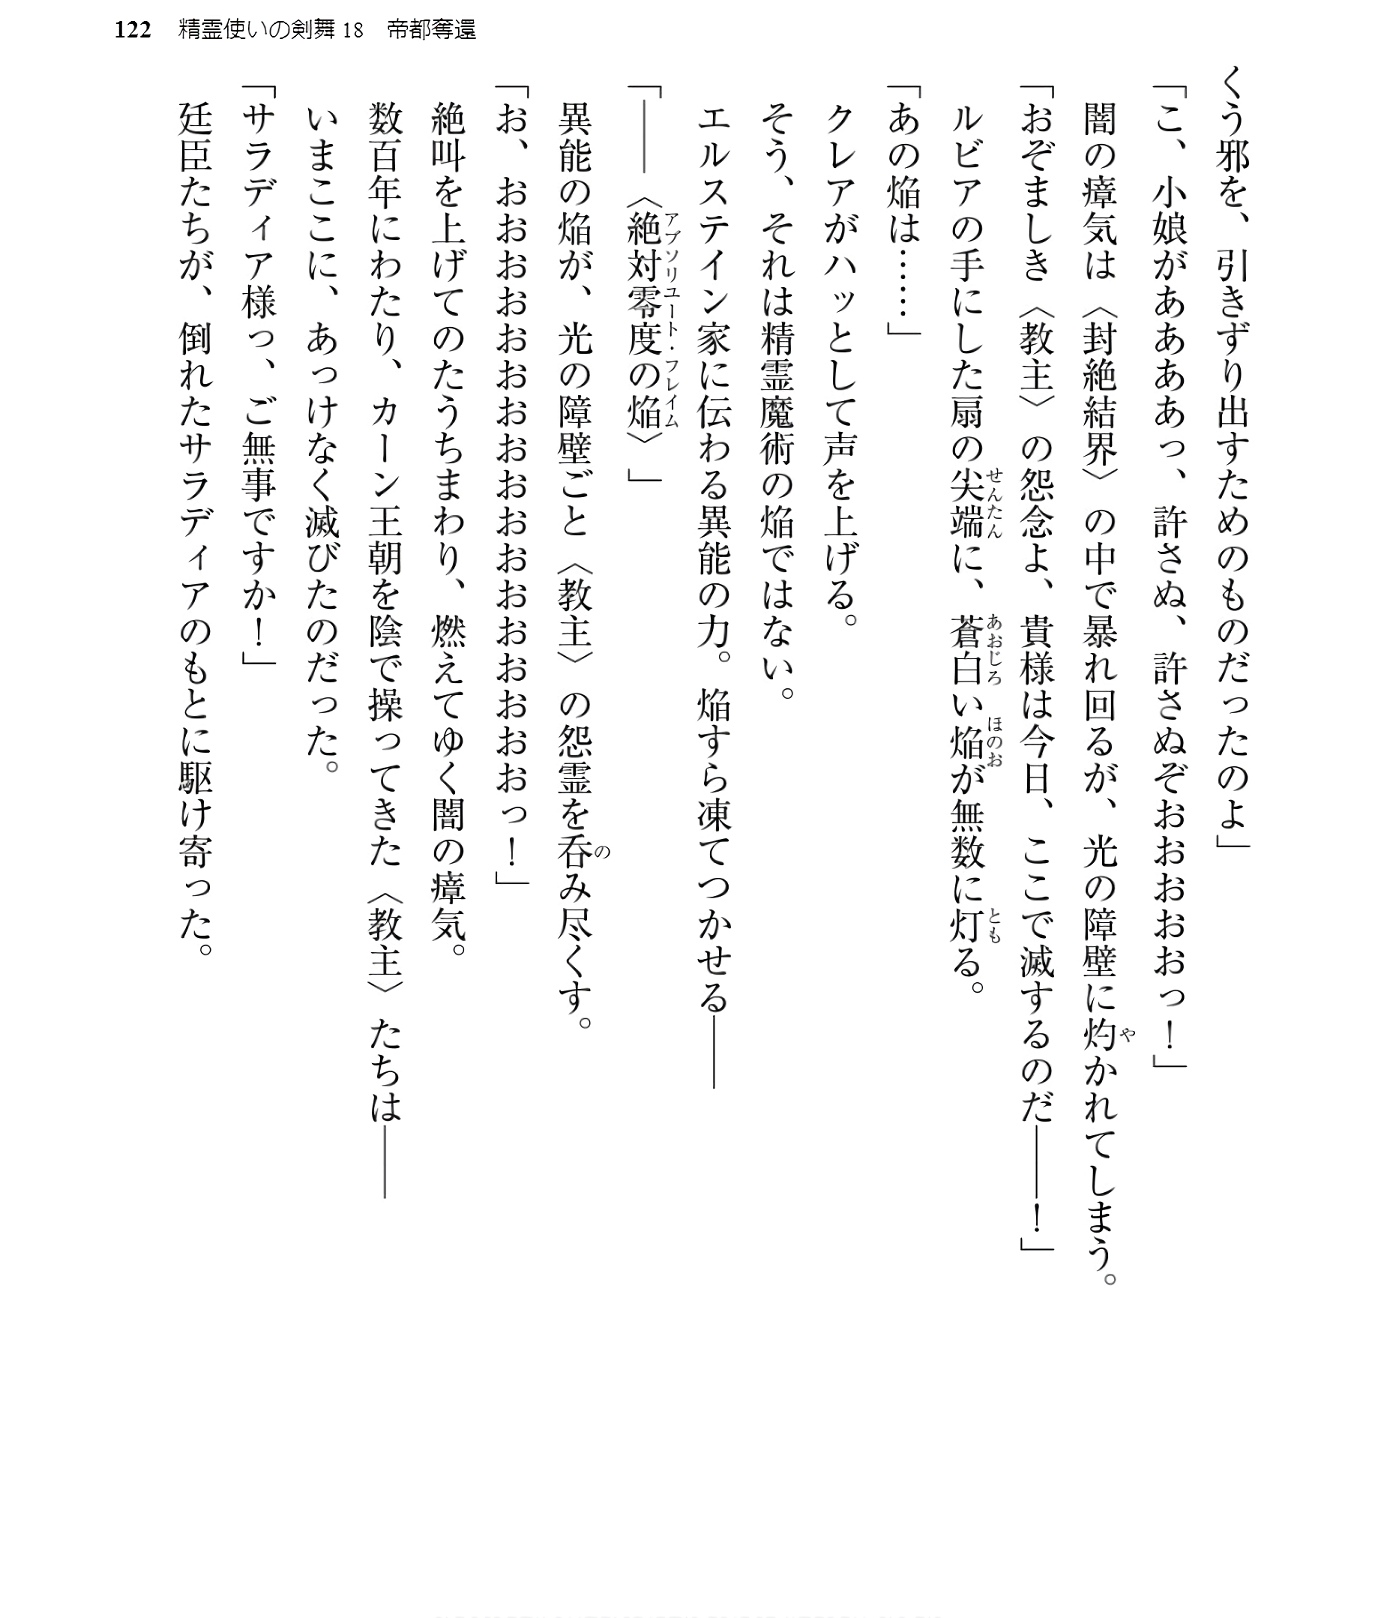 122 精霊使いの剣舞18 帝都奪還
くう邪を、引きずり出すためのものだったのよ」
「こ、小娘がああああっ、許さぬ、許さぬぞおおおおおっ！」
闇の瘴気は〈封絶結界〉の中で暴れ回るが、光の障壁に灼かれてしまう。
「おぞましき〈教主〉の怨念よ、貴様は今日、ここで滅するのだ――！」
ルビアの手にした扇の尖端に、蒼白い焔が無数に灯る。
「あの焔は……」
クレアがハッとして声を上げる。
そう、それは精霊魔術の焔ではない。
エルステイン家に伝わる異能の力。焔すら凍てつかせる――
「――〈絶対零度の焔〉」
異能の焔が、光の障壁ごと〈教主〉の怨霊を呑み尽くす。
「お、おおおおおおおおおおおおおおおおおっ！」
絶叫を上げてのたうちまわり、燃えてゆく闇の瘴気。
数百年にわたり、カーン王朝を陰で操ってきた〈教主〉たちは――
いまここに、あっけなく滅びたのだった。
「サラディア様っ、ご無事ですか！」
廷臣たちが、倒れたサラディアのもとに駆け寄った。